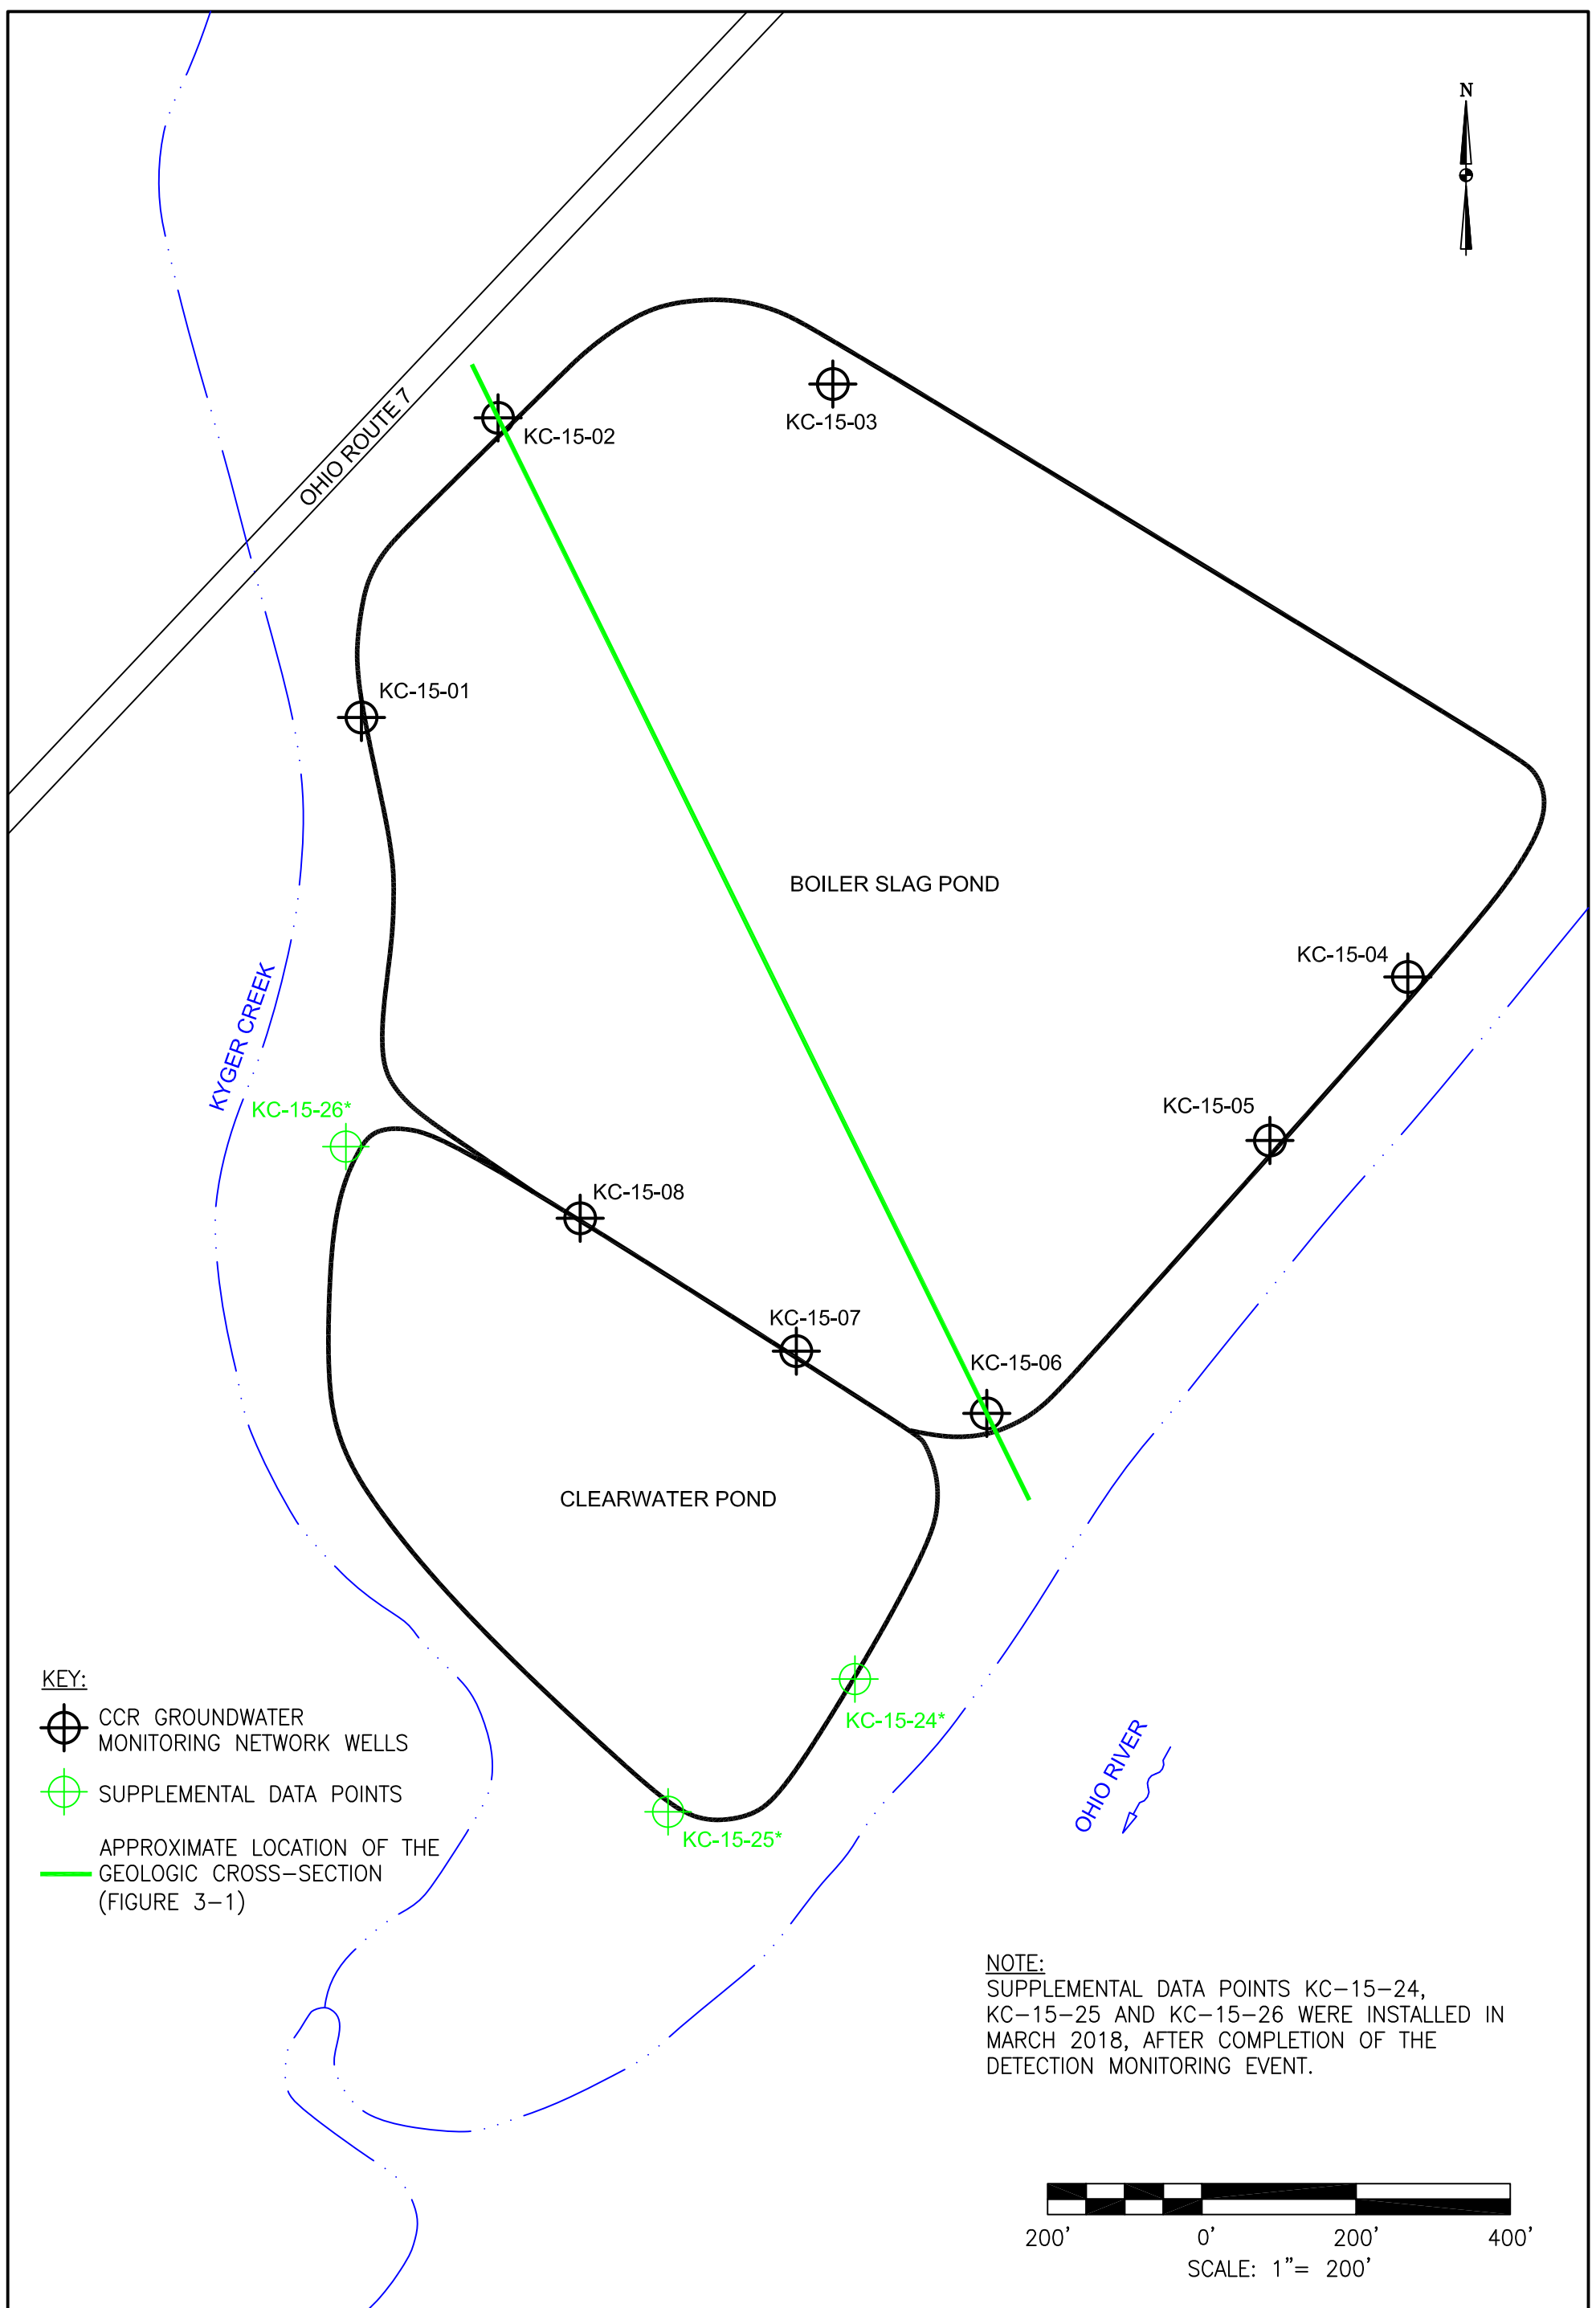 N
OHIO ROUTE 7
KC-15-02
KC-15-03
KC-15-01
BOILER SLAG POND
KC-15-04
KYGER CREEK
KC-15-26*
KC-15-05
KC-15-08
KC-15-07
KC-15-06
CLEARWATER POND
KC-15-24*
KC-15-25*
OHIO RIVER
KEY:
CCR GROUNDWATER
MONITORING NETWORK WELLS
SUPPLEMENTAL DATA POINTS
APPROXIMATE LOCATION OF THE
GEOLOGIC CROSS-SECTION
(FIGURE 3-1)
NOTE:
SUPPLEMENTAL DATA POINTS KC-15-24,
KC-15-25 AND KC-15-26 WERE INSTALLED IN
MARCH 2018, AFTER COMPLETION OF THE
DETECTION MONITORING EVENT.
200' 0' 200' 400'
SCALE: 1"= 200'